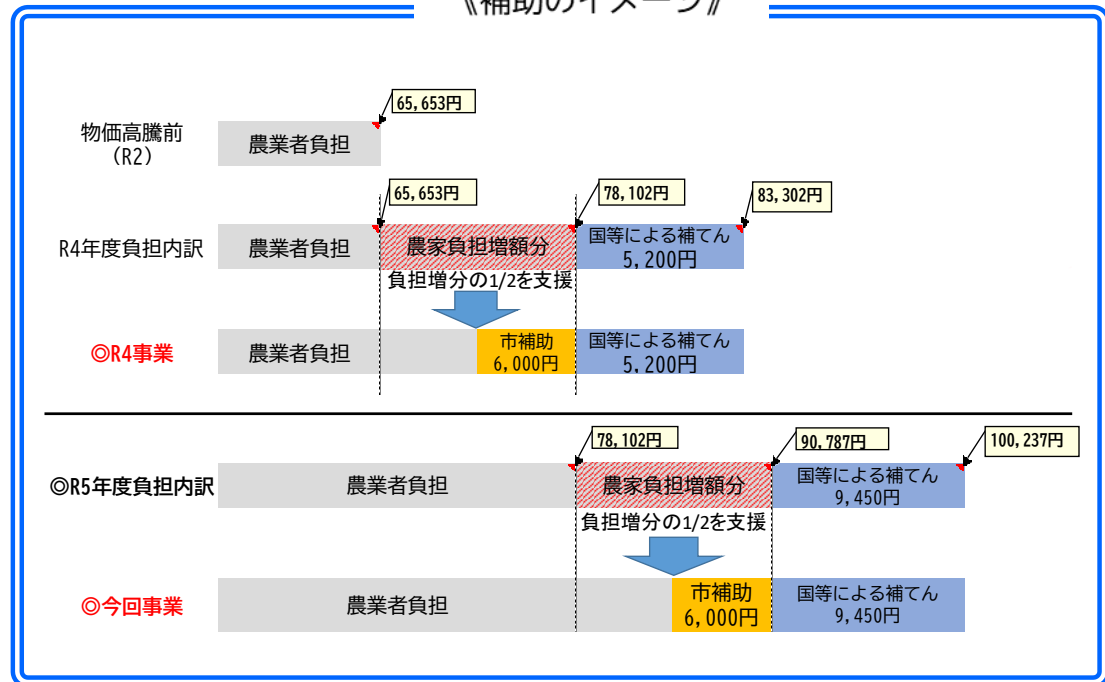 《補助のイメージ》
65,653円
物価高騰前
(R2)
農業者負担
65,653円
78,102円
83,302円
R4年度負担内訳
農業者負担
農家負担増額分
国等による補てん
5,200円
負担増分の1/2を支援
◎R4事業
農業者負担
市補助
6,000円
国等による補てん
5,200円
78,102円
90,787円
100,237円
◎R5年度負担内訳
農業者負担
農家負担増額分
国等による補てん
9,450円
負担増分の1/2を支援
◎今回事業
農業者負担
市補助
6,000円
国等による補てん
9,450円